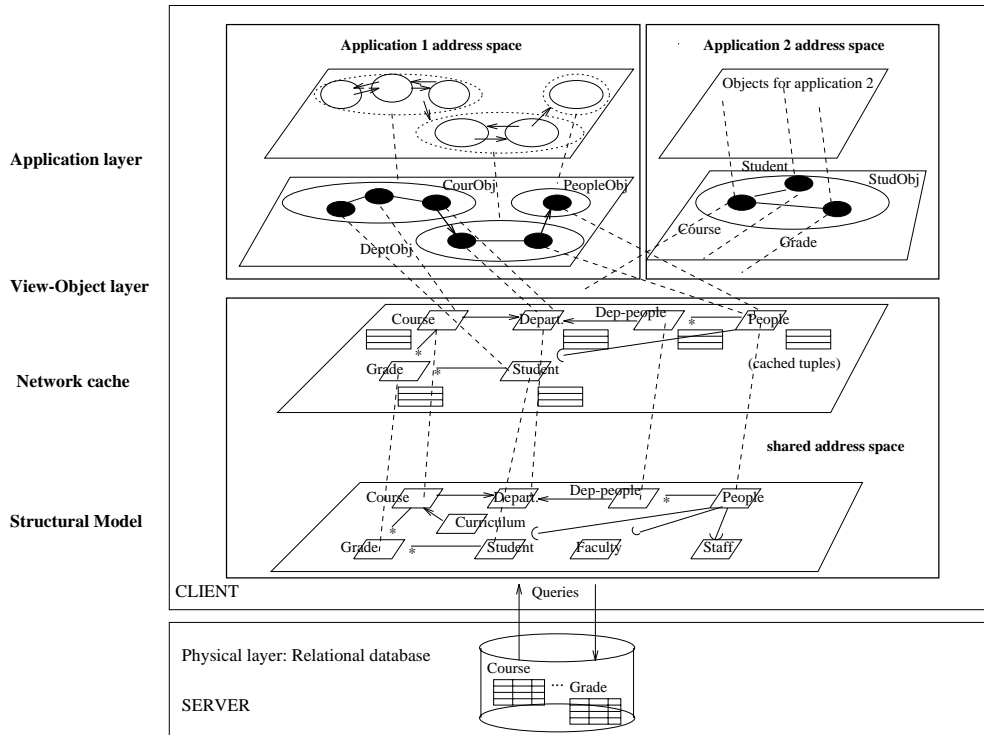 Application 1 address space
Application 2 address space
Objects for application 2
Application layer
Student
CourObj
PeopleObj
StudObj
Course
Grade
DeptObj
View-Object layer
Course
Depart.
Dep-people
*
People
*
(cached tuples)
Grade
*
Student
Network cache
shared address space
Course
Depart.
Dep-people
*
People
Structural Model
*
Curriculum
Grade
*
Student
Faculty
Staff
CLIENT
Queries
Physical layer: Relational database
Course
... Grade
SERVER